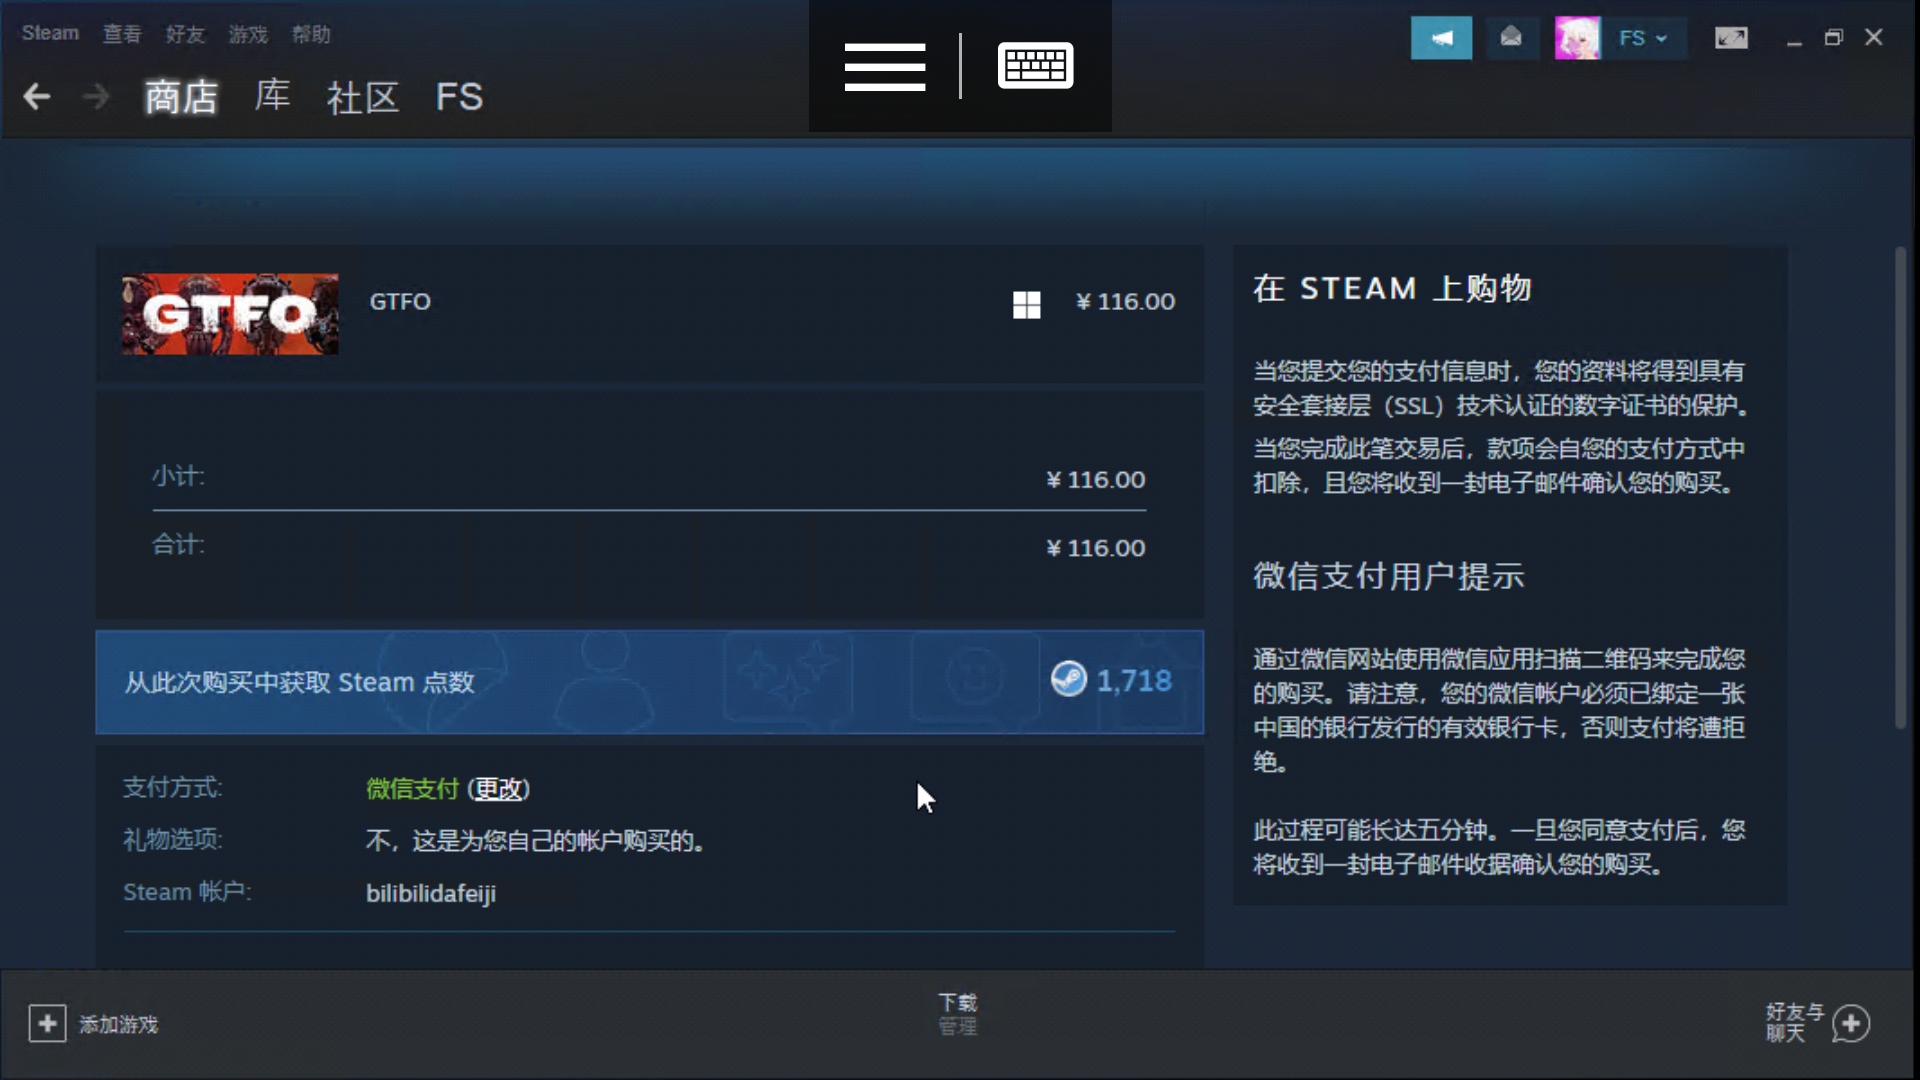 Steam 查看 好友 游戏 帮助
FS
商店 库 社区 FS
GTFO
GTFO
¥ 116.00
小计:
¥ 116.00
合计:
¥ 116.00
从此次购买中获取 Steam 点数
1,718
支付方式:
微信支付 (更改)
礼物选项:
不，这是为您自己的帐户购买的。
Steam 帐户:
bilibilidafeiji
在 STEAM 上购物
当您提交您的支付信息时，您的资料将得到具有
安全套接层（SSL）技术认证的数字证书的保护。
当您完成此笔交易后，款项会自您的支付方式中
扣除，且您将收到一封电子邮件确认您的购买。
微信支付用户提示
通过微信网站使用微信应用扫描二维码来完成您
的购买。请注意，您的微信帐户必须已绑定一张
中国的银行发行的有效银行卡，否则支付将遭拒
绝。
此过程可能长达五分钟。一旦您同意支付后，您
将收到一封电子邮件收据确认您的购买。
添加游戏
下载
管理
好友与
聊天